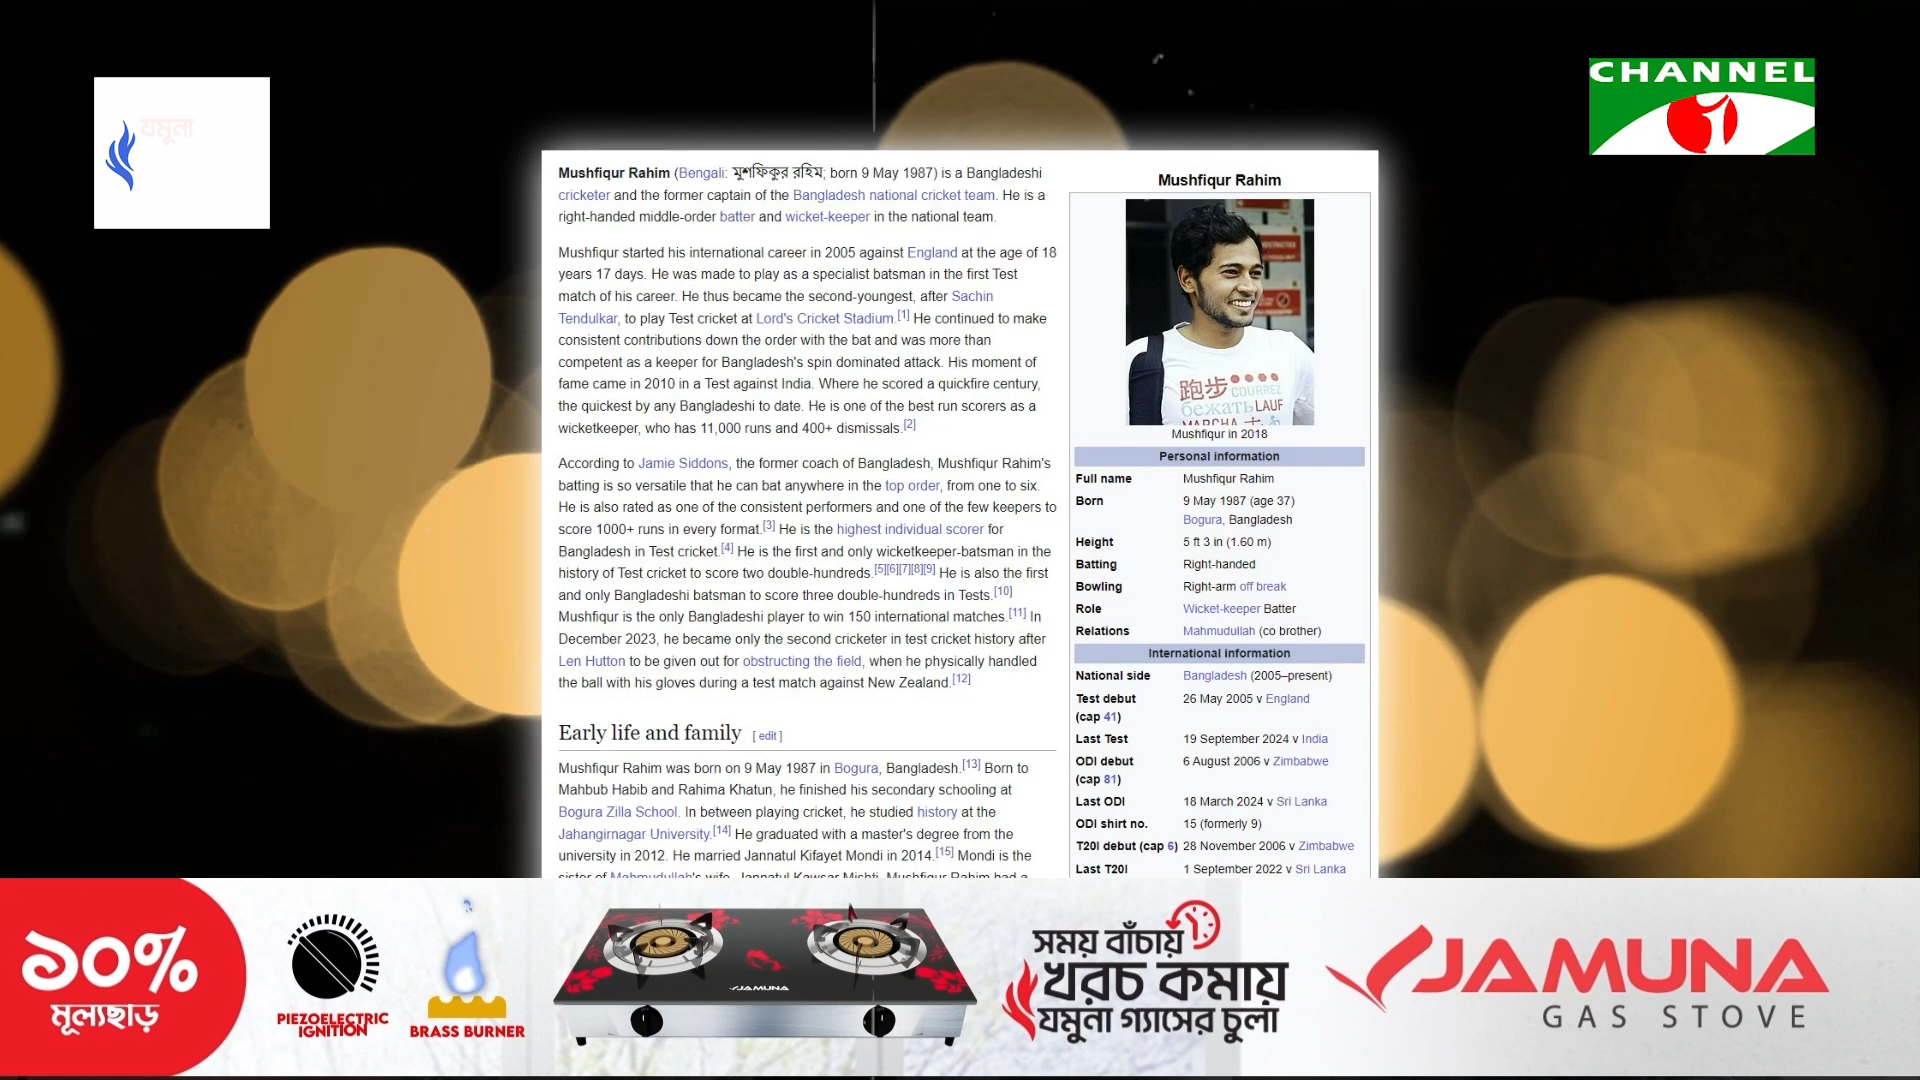 যমুনা
CHANNEL
i
Mushfiqur Rahim (Bengali: মুশফিকুর রহিম; born 9 May 1987) is a Bangladeshi
cricketer and the former captain of the Bangladesh national cricket team. He is a
right-handed middle-order batter and wicket-keeper in the national team.
Mushfiqur started his international career in 2005 against England at the age of 18
years 17 days. He was made to play as a specialist batsman in the first Test
match of his career. He thus became the second-youngest, after Sachin
Tendulkar, to play Test cricket at Lord's Cricket Stadium.[1] He continued to make
consistent contributions down the order with the bat and was more than
competent as a keeper for Bangladesh's spin dominated attack. His moment of
fame came in 2010 in a Test against India. Where he scored a quickfire century,
the quickest by any Bangladeshi to date. He is one of the best run scorers as a
wicketkeeper, who has 11,000 runs and 400+ dismissals.[2]
According to Jamie Siddons, the former coach of Bangladesh, Mushfiqur Rahim's
batting is so versatile that he can bat anywhere in the top order, from one to six.
He is also rated as one of the consistent performers and one of the few keepers to
score 1000+ runs in every format.[3] He is the highest individual scorer for
Bangladesh in Test cricket.[4] He is the first and only wicketkeeper-batsman in the
history of Test cricket to score two double-hundreds.[5][6][7][8][9] He is also the first
and only Bangladeshi batsman to score three double-hundreds in Tests.[10]
Mushfiqur is the only Bangladeshi player to win 150 international matches.[11] In
December 2023, he became only the second cricketer in test cricket history after
Len Hutton to be given out for obstructing the field, when he physically handled
the ball with his gloves during a test match against New Zealand.[12]
Early life and family [ edit ]
Mushfiqur Rahim was born on 9 May 1987 in Bogura, Bangladesh.[13] Born to
Mahbub Habib and Rahima Khatun, he finished his secondary schooling at
Bogura Zilla School. In between playing cricket, he studied history at the
Jahangirnagar University.[14] He graduated with a master's degree from the
university in 2012. He married Jannatul Kifayet Mondi in 2014.[15] Mondi is the
sister of Mahmudullah's wife, Jannatul Kawsar Mishti. Mushfiqur Rahim had a
Mushfiqur Rahim
跑步 COURREZ
бежать LAUF
MARCHA
Mushfiqur in 2018
Personal information
Full name Mushfiqur Rahim
Born 9 May 1987 (age 37)
Bogura, Bangladesh
Height 5 ft 3 in (1.60 m)
Batting Right-handed
Bowling Right-arm off break
Role Wicket-keeper Batter
Relations Mahmudullah (co brother)
International information
National side Bangladesh (2005–present)
Test debut 26 May 2005 v England
(cap 41)
Last Test 19 September 2024 v India
ODI debut 6 August 2006 v Zimbabwe
(cap 81)
Last ODI 18 March 2024 v Sri Lanka
ODI shirt no. 15 (formerly 9)
T20I debut (cap 6) 28 November 2006 v Zimbabwe
Last T20I 1 September 2022 v Sri Lanka
১০%
মূল্যছাড়
PIEZOELECTRIC
IGNITION
BRASS BURNER
JAMUNA
সময় বাঁচায়
খরচ কমায়
যমুনা গ্যাসের চুলা
JAMUNA
GAS STOVE